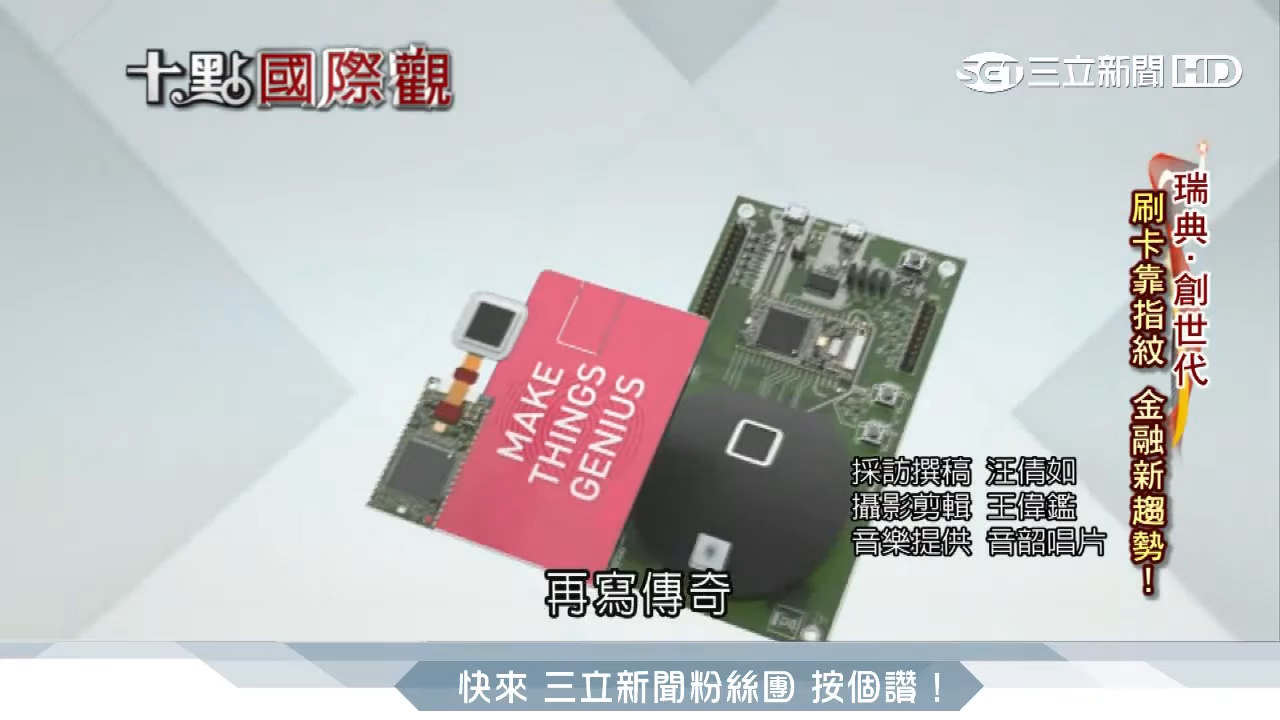 十點國際觀
SET三立新聞HD
瑞典·創世代
刷卡靠指紋 金融新趨勢！
MAKE
THINGS
GENIUS
採訪撰稿 汪倩如
攝影剪輯 王偉鑑
音樂提供 音韶唱片
再寫傳奇
快來 三立新聞粉絲團 按個讚！